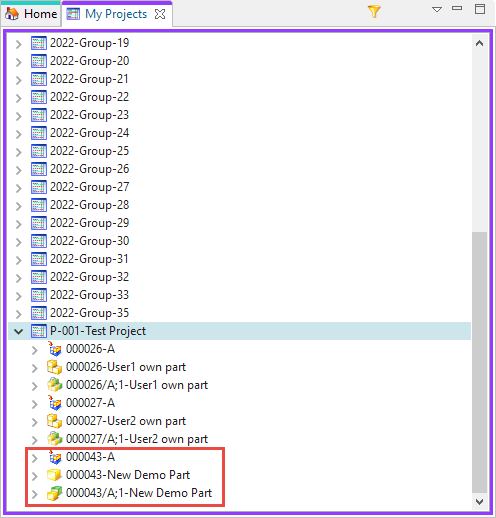 Home My Projects
2022-Group-19
2022-Group-20
2022-Group-21
2022-Group-22
2022-Group-23
2022-Group-24
2022-Group-25
2022-Group-26
2022-Group-27
2022-Group-28
2022-Group-29
2022-Group-30
2022-Group-31
2022-Group-32
2022-Group-33
2022-Group-35
P-001-Test Project
000026-A
000026-User1 own part
000026/A;1-User1 own part
000027-A
000027-User2 own part
000027/A;1-User2 own part
000043-A
000043-New Demo Part
000043/A;1-New Demo Part